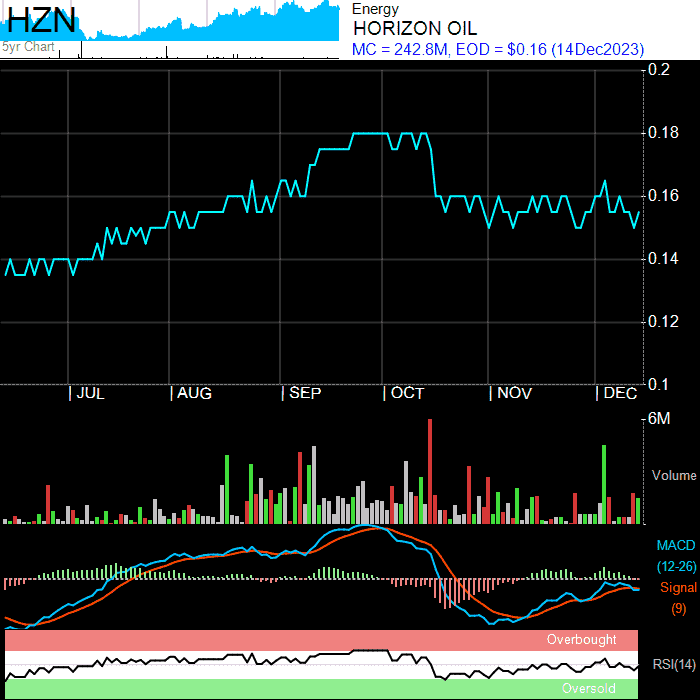 HZN
5yr Chart
Energy
HORIZON OIL
MC = 242.8M, EOD = $0.16 (14Dec2023)
0.2
0.18
0.16
0.14
0.12
0.1
JUL AUG SEP OCT NOV DEC
6M
Volume
MACD
(12-26)
Signal
(9)
Overbought
RSI(14)
Oversold